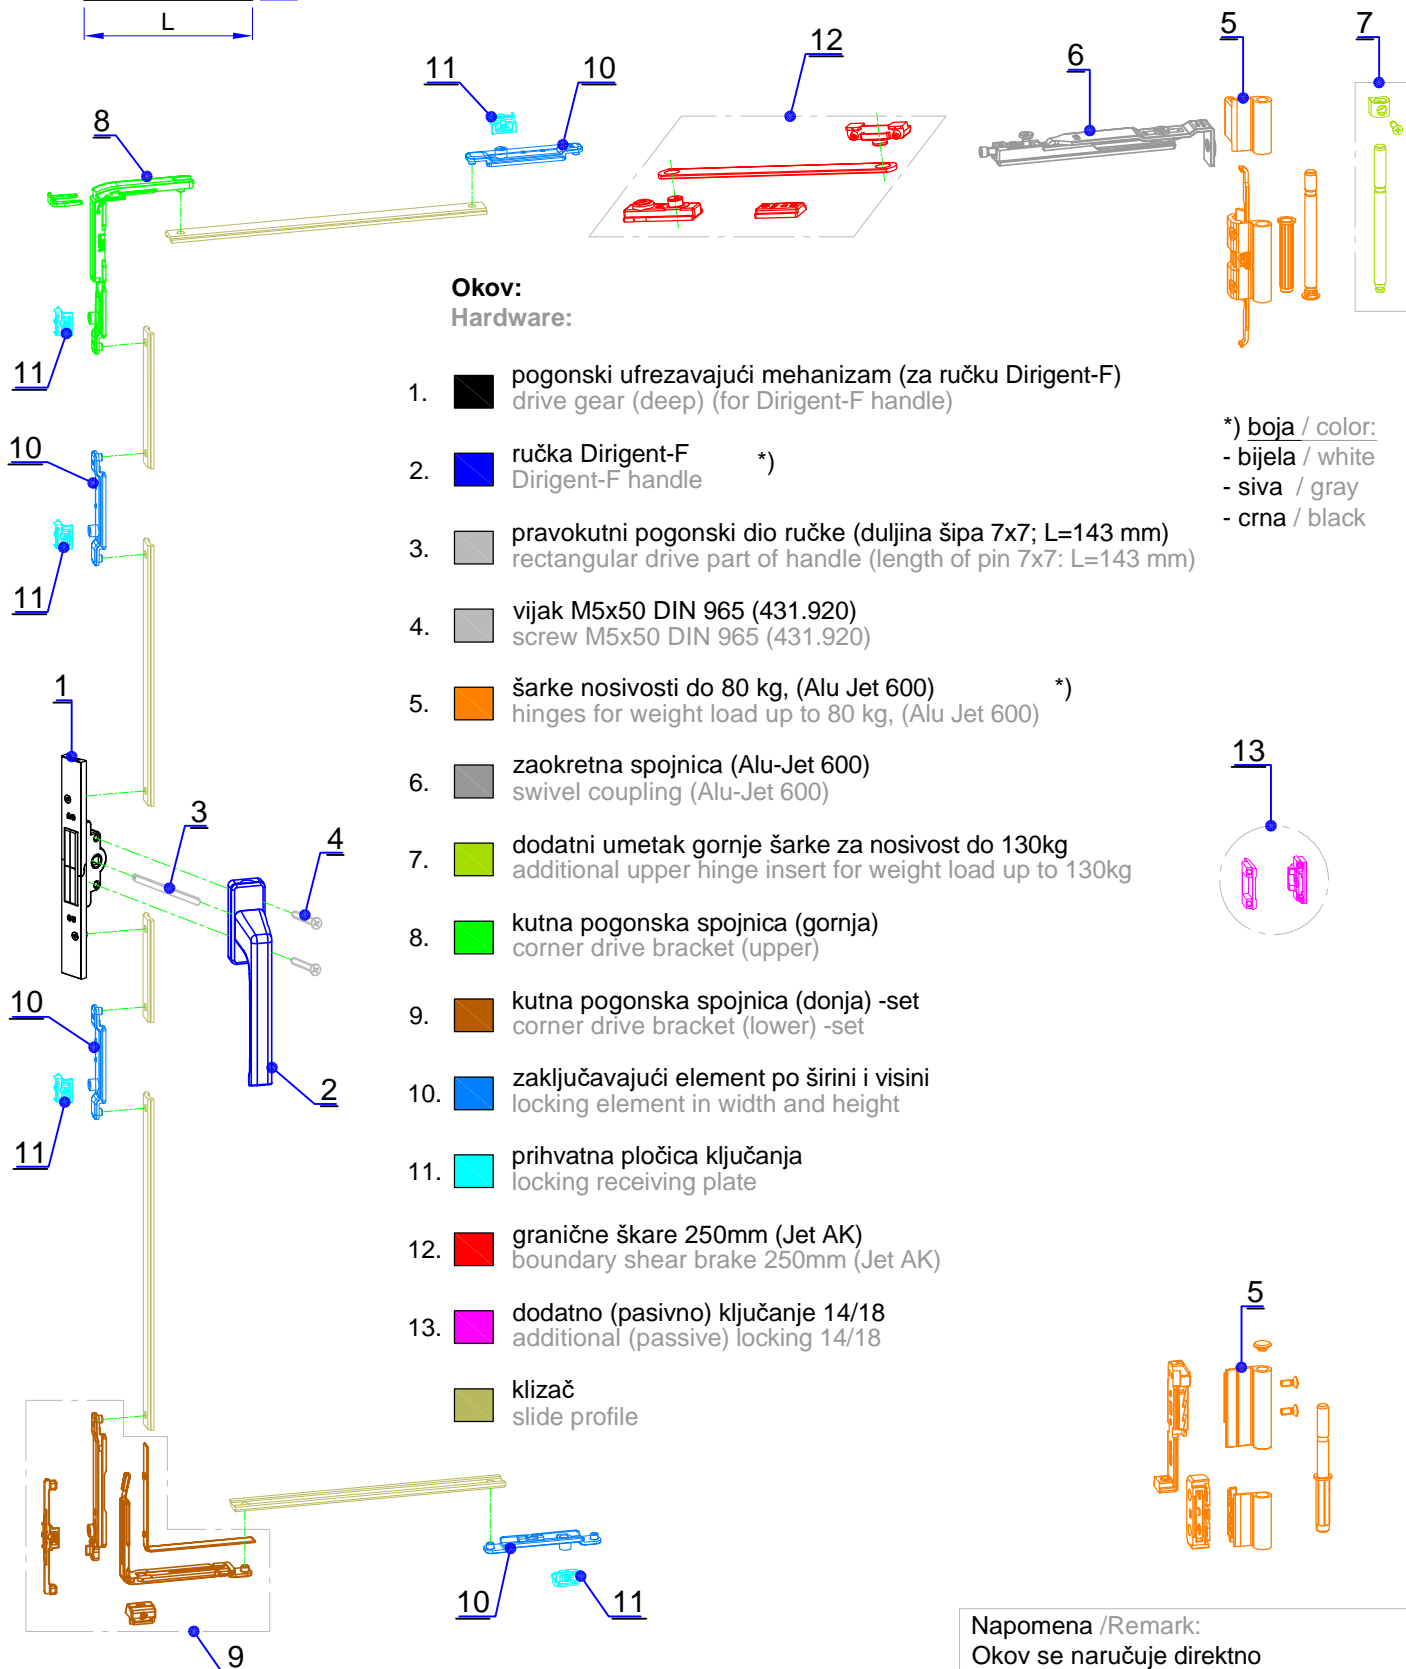 L
12
5
7
11
10
6
8
Okov:
Hardware:
11
1. pogonski ufrezavajući mehanizam (za ručku Dirigent-F)
drive gear (deep) (for Dirigent-F handle)
*) boja / color:
- bijela / white
- siva / gray
- crna / black
10
2. ručka Dirigent-F *)
Dirigent-F handle
3. pravokutni pogonski dio ručke (duljina šipa 7x7; L=143 mm)
rectangular drive part of handle (length of pin 7x7: L=143 mm)
11
4. vijak M5x50 DIN 965 (431.920)
screw M5x50 DIN 965 (431.920)
1
5. šarke nosivosti do 80 kg, (Alu Jet 600) *)
hinges for weight load up to 80 kg, (Alu Jet 600)
13
6. zaokretna spojnica (Alu-Jet 600)
swivel coupling (Alu-Jet 600)
3
4
7. dodatni umetak gornje šarke za nosivost do 130kg
additional upper hinge insert for weight load up to 130kg
8. kutna pogonska spojnica (gornja)
corner drive bracket (upper)
10
9. kutna pogonska spojnica (donja) -set
corner drive bracket (lower) -set
2
10. zaključavajući element po širini i visini
locking element in width and height
11
11. prihvatna pločica ključanja
locking receiving plate
12. granične škare 250mm (Jet AK)
boundary shear brake 250mm (Jet AK)
5
13. dodatno (pasivno) ključanje 14/18
additional (passive) locking 14/18
klizač
slide profile
10
11
9
Napomena /Remark:
Okov se naručuje direktno